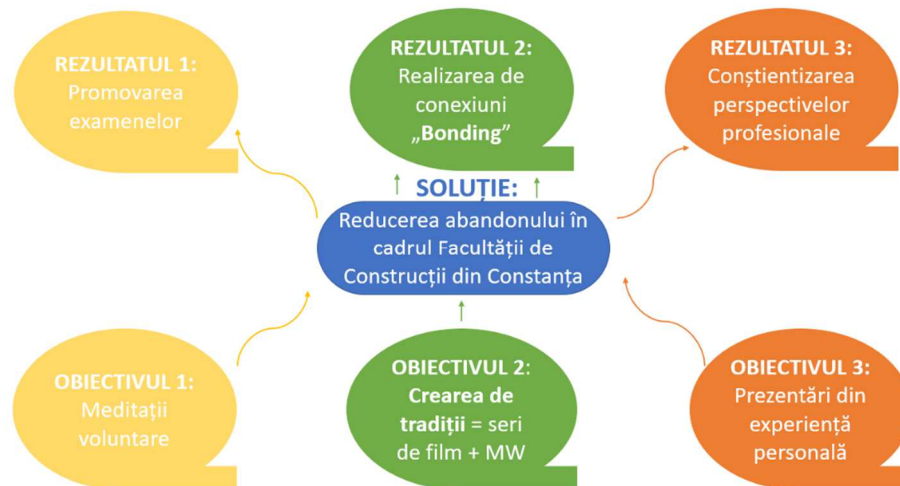 REZULTATUL 1:
Promovarea
examenelor
REZULTATUL 2:
Realizarea de
conexiuni
„Bonding”
REZULTATUL 3:
Conștientizarea
perspectivelor
profesionale
SOLUȚIE:
Reducerea abandonului în
cadrul Facultății de
Construcții din Constanța
OBIECTIVUL 1:
Meditații
voluntare
OBIECTIVUL 2:
Crearea de
tradiții = seri
de film + MW
OBIECTIVUL 3:
Prezentări din
experiență
personală